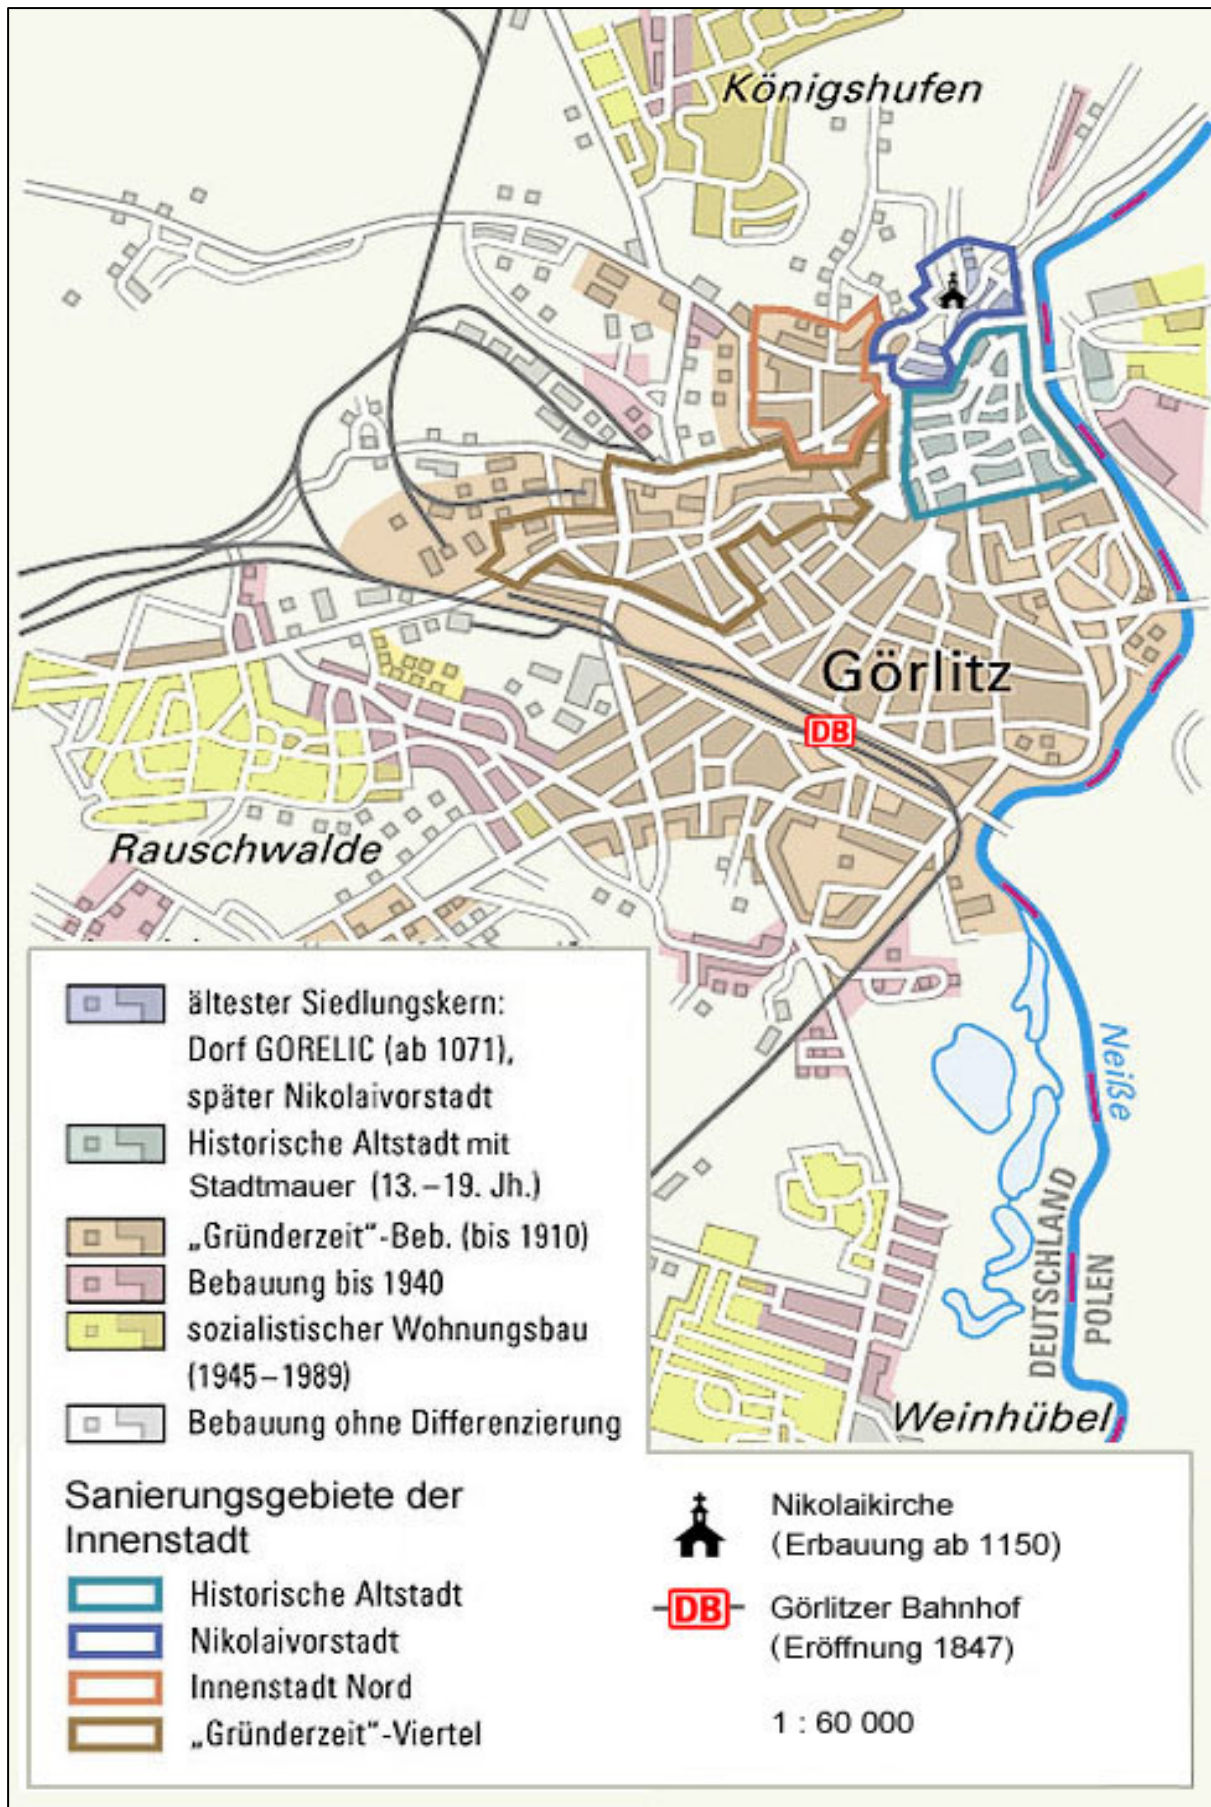 Königshufen
Görlitz
DB
Rauschwalde
Neiße
DEUTSCHLAND
POLEN
Weinhübel
ältester Siedlungskern:
Dorf GORELIC (ab 1071),
später Nikolaivorstadt
Historische Altstadt mit
Stadtmauer (13.–19. Jh.)
„Gründerzeit“-Beb. (bis 1910)
Bebauung bis 1940
sozialistischer Wohnungsbau
(1945–1989)
Bebauung ohne Differenzierung
Sanierungsgebiete der
Innenstadt
Historische Altstadt
Nikolaivorstadt
Innenstadt Nord
„Gründerzeit“-Viertel
Nikolaikirche
(Erbauung ab 1150)
DB
Görlitzer Bahnhof
(Eröffnung 1847)
1 : 60 000